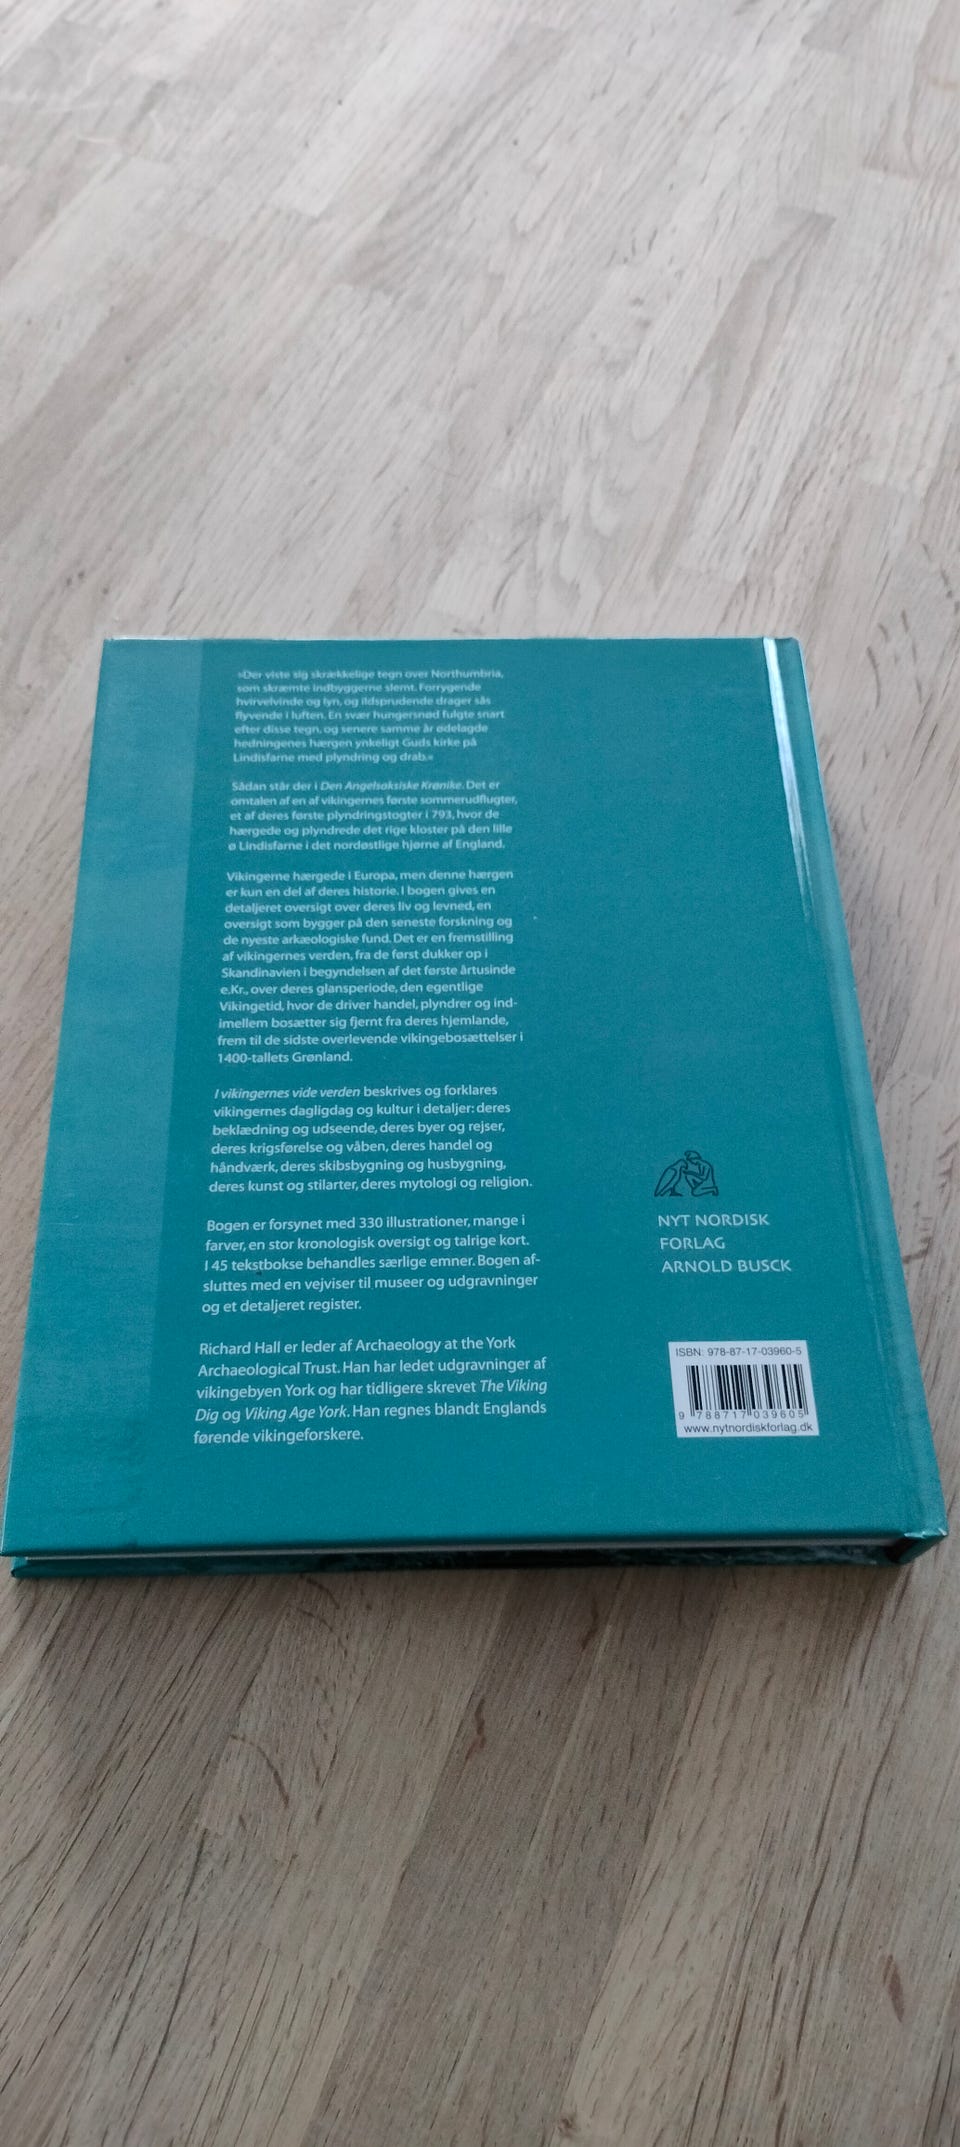 »Der viste sig skrækkelige tegn over Northumbria,
som skræmte indbyggerne slemt. Forrygende
hvirvelvinde og lyn, og ildsprudende drager sås
flyvende i luften. En svær hungersnød fulgte snart
efter disse tegn, og senere samme år ødelagde
hedningenes hærgen ynkeligt Guds kirke på
Lindisfarne med plyndring og drab.«
Sådan står der i Den Angelsaksiske Krønike. Det er
omtalen af en af vikingernes første sommerudflugter,
et af deres første plyndringstogter i 793, hvor de
hærgede og plyndrede det rige kloster på den lille
ø Lindisfarne i det nordøstlige hjørne af England.
Vikingerne hærgede i Europa, men denne hærgen
er kun en del af deres historie. I bogen gives en
detaljeret oversigt over deres liv og levned, en
oversigt som bygger på den seneste forskning og
de nyeste arkæologiske fund. Det er en fremstilling
af vikingernes verden, fra de først dukker op i
Skandinavien i begyndelsen af det første årtusinde
e.Kr., over deres glansperiode, den egentlige
Vikingetid, hvor de driver handel, plyndrer og ind-
imellem bosætter sig fjernt fra deres hjemlande,
frem til de sidste overlevende vikingebosættelser i
1400-tallets Grønland.
I vikingernes vide verden beskrives og forklares
vikingernes dagligdag og kultur i detaljer: deres
beklædning og udseende, deres byer og rejser,
deres krigsførelse og våben, deres handel og
håndværk, deres skibsbygning og husbygning,
deres kunst og stilarter, deres mytologi og religion.
Bogen er forsynet med 330 illustrationer, mange i
farver, en stor kronologisk oversigt og talrige kort.
I 45 tekstbokse behandles særlige emner. Bogen af-
sluttes med en vejviser til museer og udgravninger
og et detaljeret register.
Richard Hall er leder af Archaeology at the York
Archaeological Trust. Han har ledet udgravninger af
vikingebyen York og har tidligere skrevet The Viking
Dig og Viking Age York. Han regnes blandt Englands
førende vikingeforskere.
NYT NORDISK
FORLAG
ARNOLD BUSCK
ISBN: 978-87-17-03960-5
9 788717 039605
www.nytnordiskforlag.dk